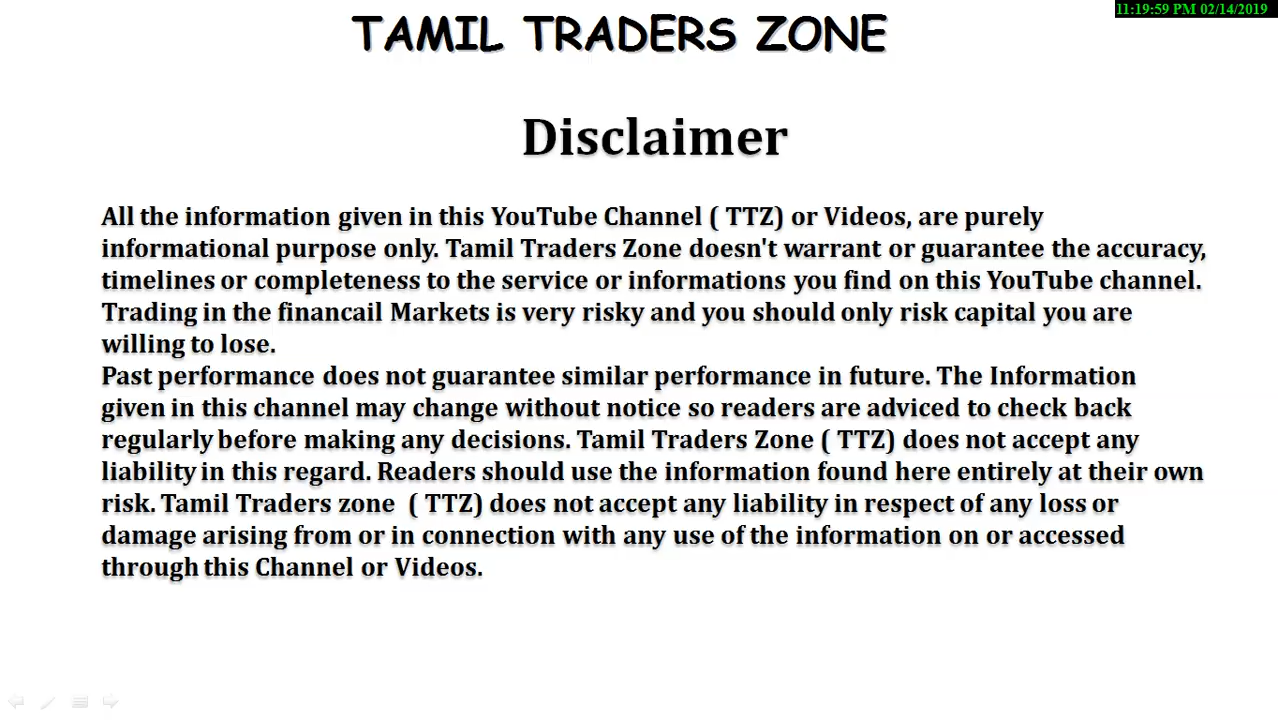 11:19:59 PM 02/14/2019
TAMIL TRADERS ZONE
Disclaimer
All the information given in this YouTube Channel ( TTZ) or Videos, are purely
informational purpose only. Tamil Traders Zone doesn't warrant or guarantee the accuracy,
timelines or completeness to the service or informations you find on this YouTube channel.
Trading in the financail Markets is very risky and you should only risk capital you are
willing to lose.
Past performance does not guarantee similar performance in future. The Information
given in this channel may change without notice so readers are adviced to check back
regularly before making any decisions. Tamil Traders Zone ( TTZ) does not accept any
liability in this regard. Readers should use the information found here entirely at their own
risk. Tamil Traders zone  ( TTZ) does not accept any liability in respect of any loss or
damage arising from or in connection with any use of the information on or accessed
through this Channel or Videos.